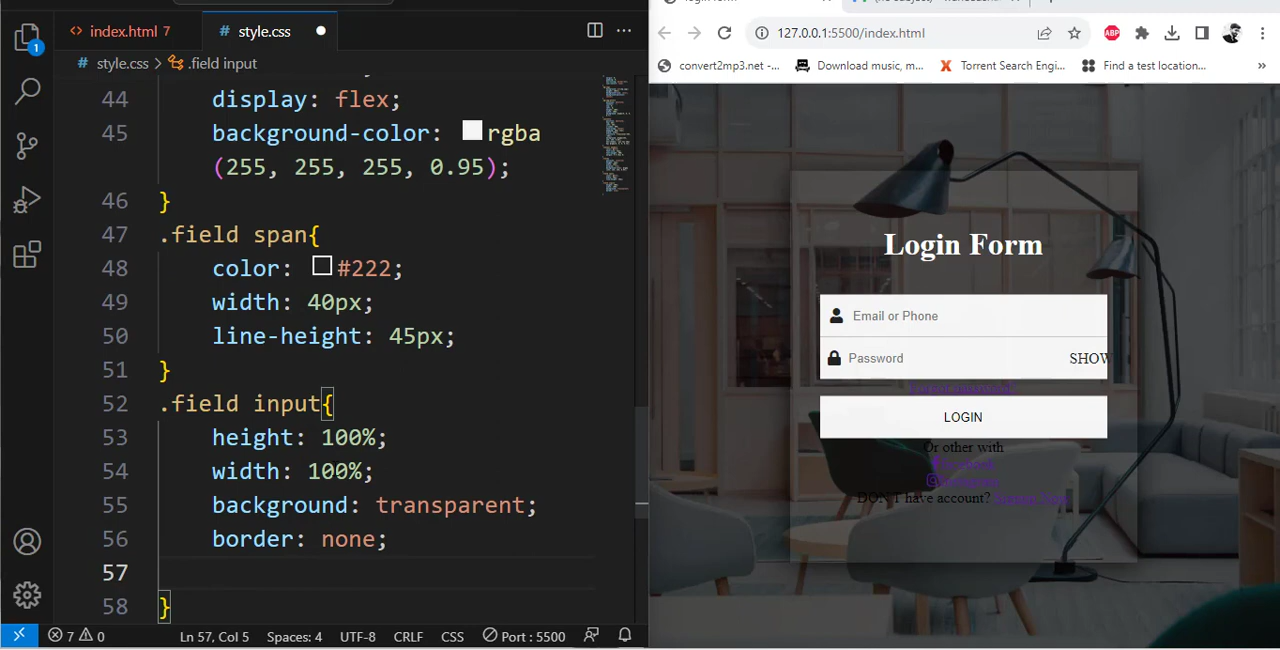 index.html 7
style.css
style.css > .field input
44 display: flex;
45 background-color: rgba
(255, 255, 255, 0.95);
46 }
47 .field span{
48 color: #222;
49 width: 40px;
50 line-height: 45px;
51 }
52 .field input{
53 height: 100%;
54 width: 100%;
55 background: transparent;
56 border: none;
57
58 }
1
7 0
Ln 57, Col 5 Spaces: 4 UTF-8 CRLF CSS Port : 5500
127.0.0.1:5500/index.html
ABP
convert2mp3.net -... Download music, m... Torrent Search Engi... Find a test location... »
Login Form
Email or Phone
Password SHOW
LOGIN
Or other with
DON'T have account?